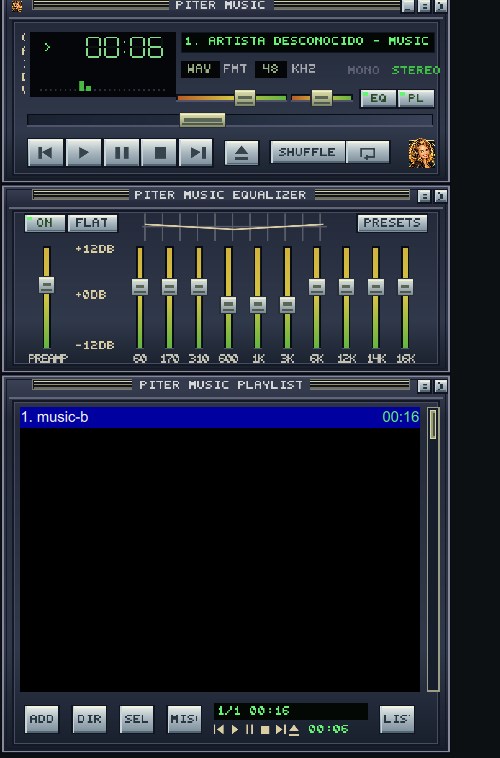 PITER MUSIC
00:06
1. ARTISTA DESCONOCIDO - MUSIC
WAV FMT 48 KHZ MONO STEREO
EQ PL
SHUFFLE
PITER MUSIC EQUALIZER
ON FLAT PRESETS
+12DB
+0DB
-12DB
PREAMP 60 170 310 600 1K 3K 6K 12K 14K 16K
PITER MUSIC PLAYLIST
1. music-b 00:16
ADD DIR SEL MIS
1/1 00:16
00:06
LIS